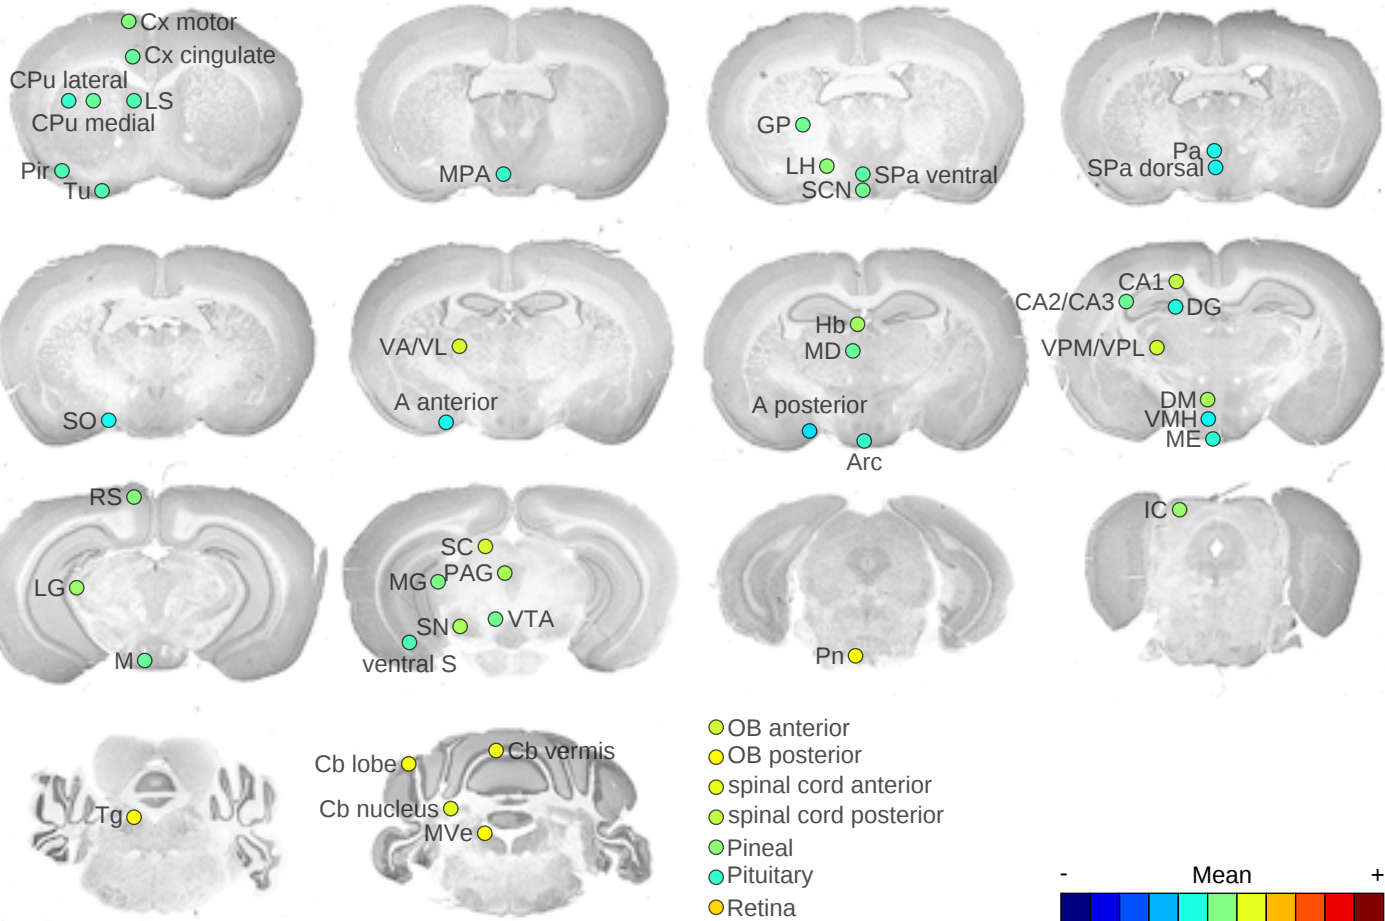 Cx motor
Cx cingulate
CPu lateral
LS
CPu medial
Pir
Tu
MPA
GP
LH
SPa ventral
SCN
Pa
SPa dorsal
SO
VA/VL
A anterior
Hb
MD
A posterior
Arc
CA1
CA2/CA3
DG
VPM/VPL
DM
VMH
ME
RS
LG
M
SC
PAG
MG
SN
VTA
ventral S
Pn
IC
Tg
Cb lobe
Cb vermis
Cb nucleus
MVe
OB anterior
OB posterior
spinal cord anterior
spinal cord posterior
Pineal
Pituitary
Retina
- Mean +